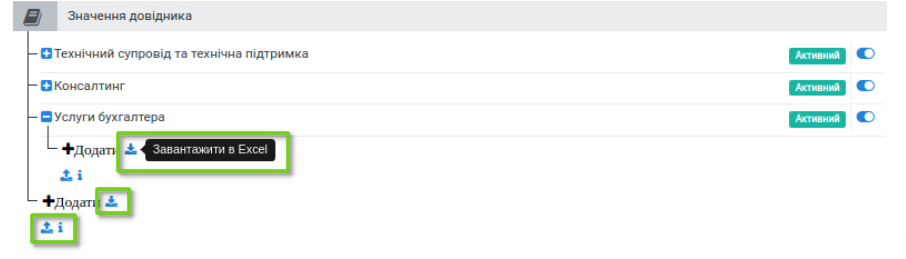 Значення довідника
Технічний супровід та технічна підтримка Активний
Консалтинг Активний
Услуги бухгалтера Активний
Додати Завантажити в Excel
i
Додати
i